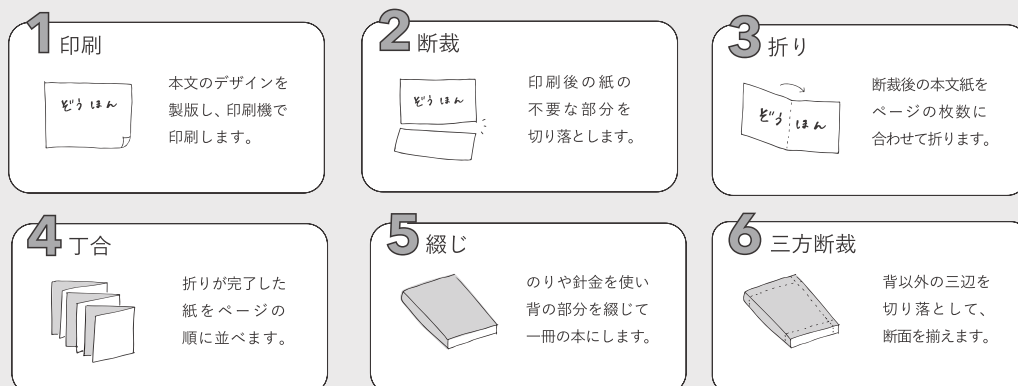 1 印刷
ぞうほん
本文のデザインを
製版し、印刷機で
印刷します。
2 断裁
ぞうほん
印刷後の紙の
不要な部分を
切り落とします。
3 折り
ぞうほん
断裁後の本文紙を
ページの枚数に
合わせて折ります。
4 丁合
折りが完了した
紙をページの
順に並べます。
5 綴じ
のりや針金を使い
背の部分を綴じて
一冊の本にします。
6 三方断裁
背以外の三辺を
切り落として、
断面を揃えます。